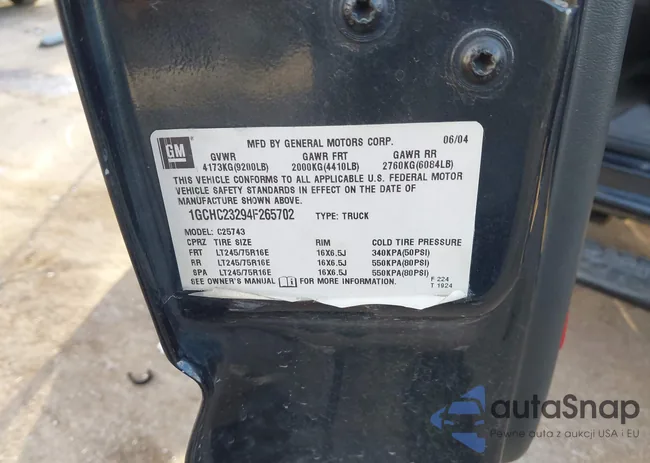 GM
MFD BY GENERAL MOTORS CORP. 06/04
GVWR GAWR FRT GAWR RR
4173KG(9200LB) 2000KG(4410LB) 2760KG(6084LB)
THIS VEHICLE CONFORMS TO ALL APPLICABLE U.S. FEDERAL MOTOR
VEHICLE SAFETY STANDARDS IN EFFECT ON THE DATE OF
MANUFACTURE SHOWN ABOVE.
1GCHC23294F265702 TYPE: TRUCK
MODEL: C25743
CPRZ TIRE SIZE RIM COLD TIRE PRESSURE
FRT LT245/75R16E 16X6.5J 340KPA(50PSI)
RR LT245/75R16E 16X6.5J 550KPA(80PSI)
SPA LT245/75R16E 16X6.5J 550KPA(80PSI)
SEE OWNER'S MANUAL FOR MORE INFORMATION.
F 224
T 1924
autaSnap
Pewne auta z aukcji USA i EU